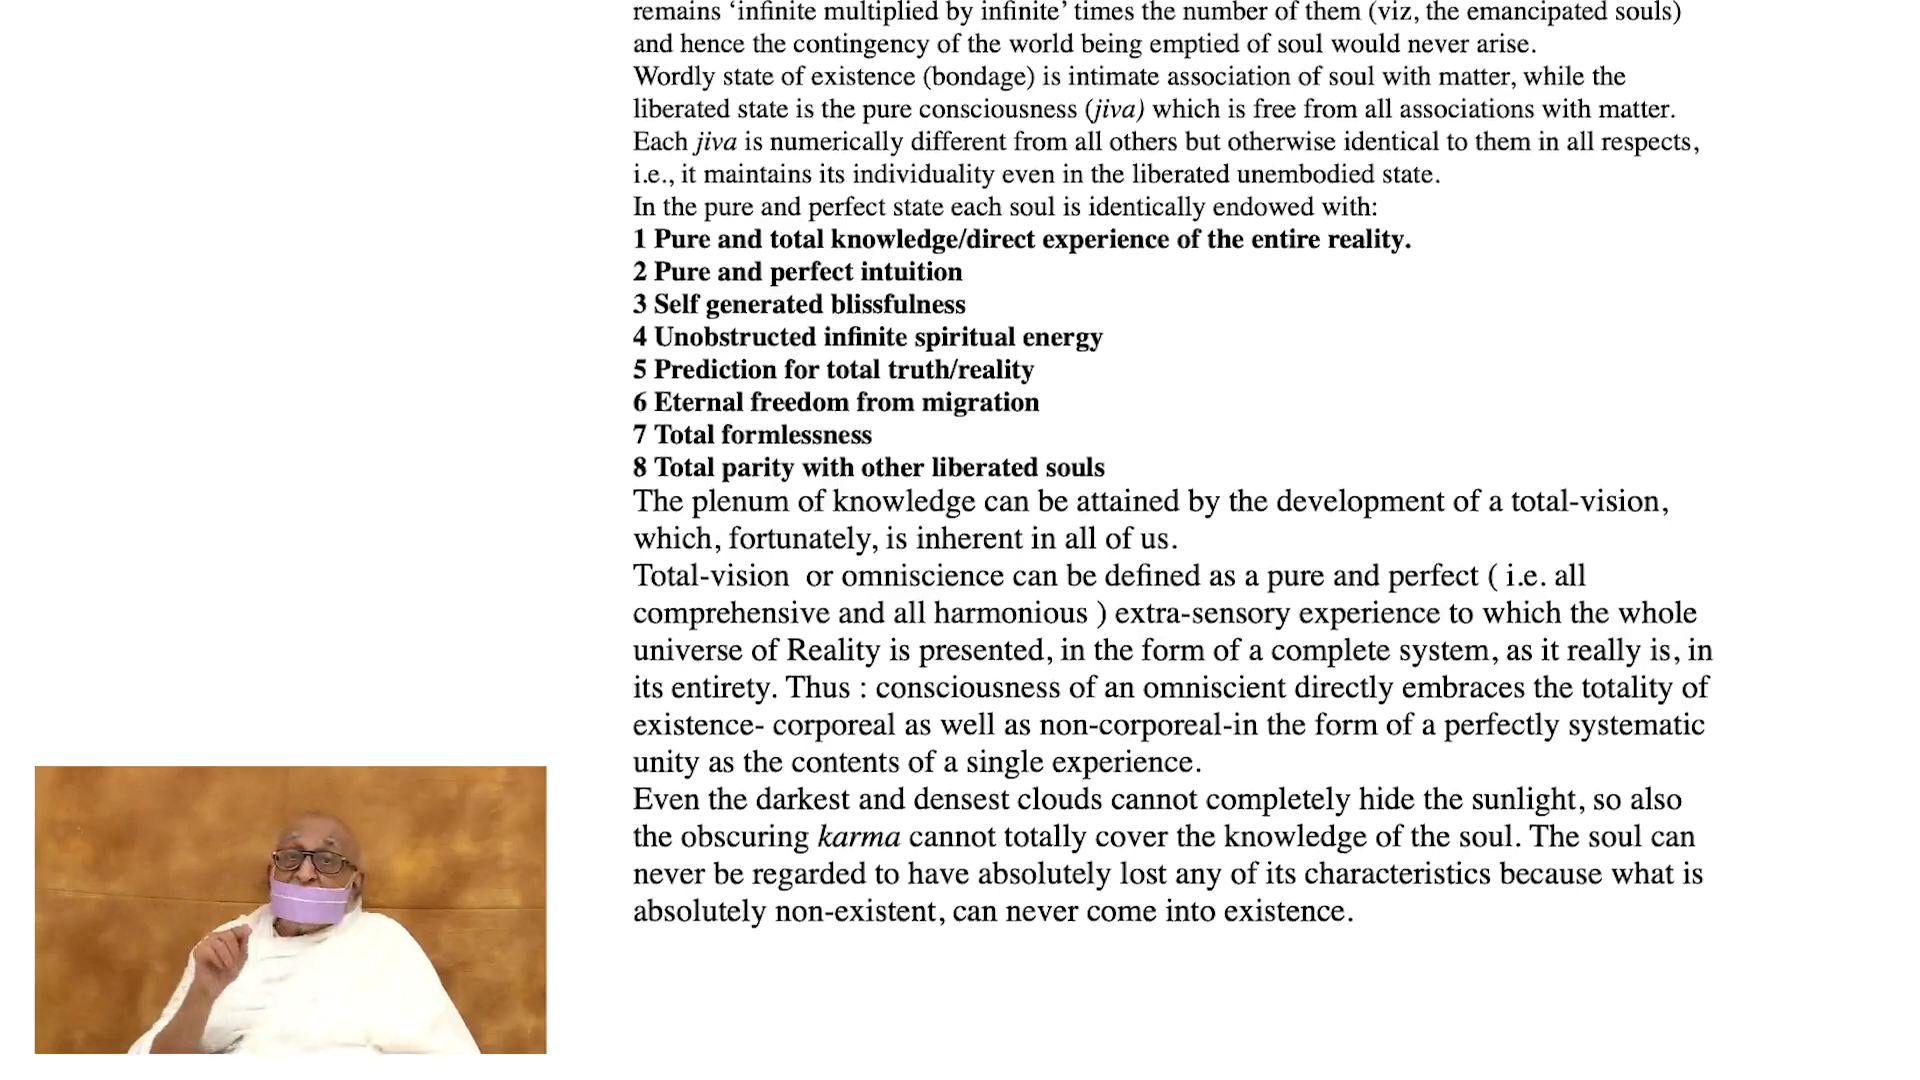 remains ‘infinite multiplied by infinite’ times the number of them (viz, the emancipated souls)
and hence the contingency of the world being emptied of soul would never arise.
Wordly state of existence (bondage) is intimate association of soul with matter, while the
liberated state is the pure consciousness (jiva) which is free from all associations with matter.
Each jiva is numerically different from all others but otherwise identical to them in all respects,
i.e., it maintains its individuality even in the liberated unembodied state.
In the pure and perfect state each soul is identically endowed with:
1 Pure and total knowledge/direct experience of the entire reality.
2 Pure and perfect intuition
3 Self generated blissfulness
4 Unobstructed infinite spiritual energy
5 Prediction for total truth/reality
6 Eternal freedom from migration
7 Total formlessness
8 Total parity with other liberated souls
The plenum of knowledge can be attained by the development of a total-vision,
which, fortunately, is inherent in all of us.
Total-vision  or omniscience can be defined as a pure and perfect ( i.e. all
comprehensive and all harmonious ) extra-sensory experience to which the whole
universe of Reality is presented, in the form of a complete system, as it really is, in
its entirety. Thus : consciousness of an omniscient directly embraces the totality of
existence- corporeal as well as non-corporeal-in the form of a perfectly systematic
unity as the contents of a single experience.
Even the darkest and densest clouds cannot completely hide the sunlight, so also
the obscuring karma cannot totally cover the knowledge of the soul. The soul can
never be regarded to have absolutely lost any of its characteristics because what is
absolutely non-existent, can never come into existence.